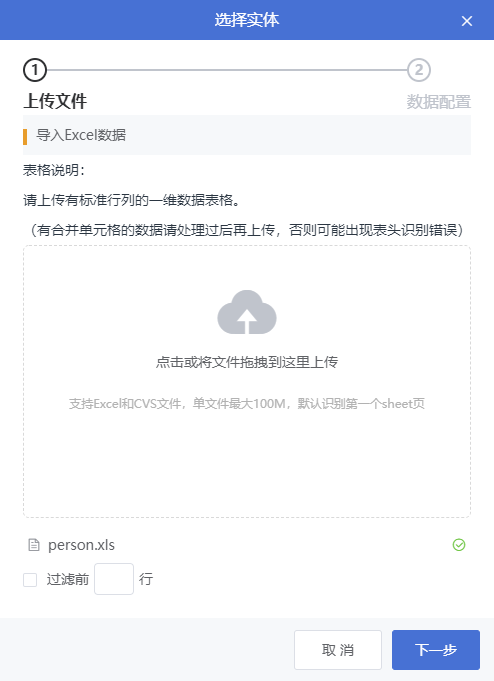 选择实体
1
2
上传文件
数据配置
导入Excel数据
表格说明：
请上传有标准行列的一维数据表格。
（有合并单元格的数据请处理过后再上传，否则可能出现表头识别错误）
点击或将文件拖拽到这里上传
支持Excel和CVS文件，单文件最大100M，默认识别第一个sheet页
person.xls
过滤前 行
取 消
下一步